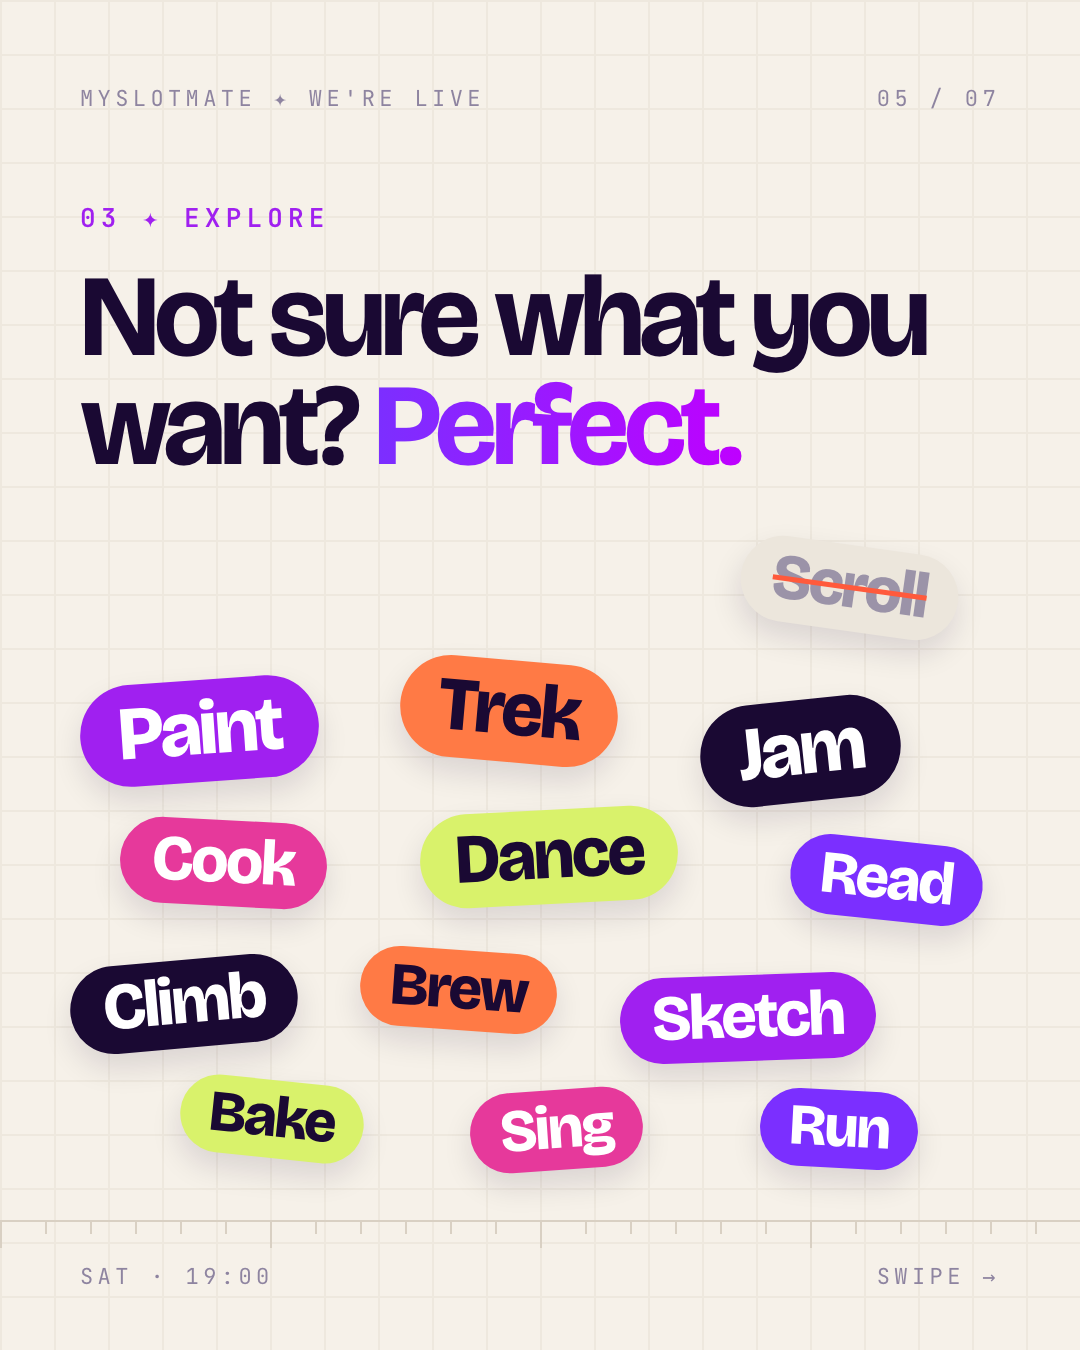 MYSLOTMATE ✦ WE'RE LIVE
05 / 07
03 ✦ EXPLORE
Not sure what you
want? Perfect.
Scroll
Paint
Trek
Jam
Cook
Dance
Read
Climb
Brew
Sketch
Bake
Sing
Run
SAT · 19:00
SWIPE →